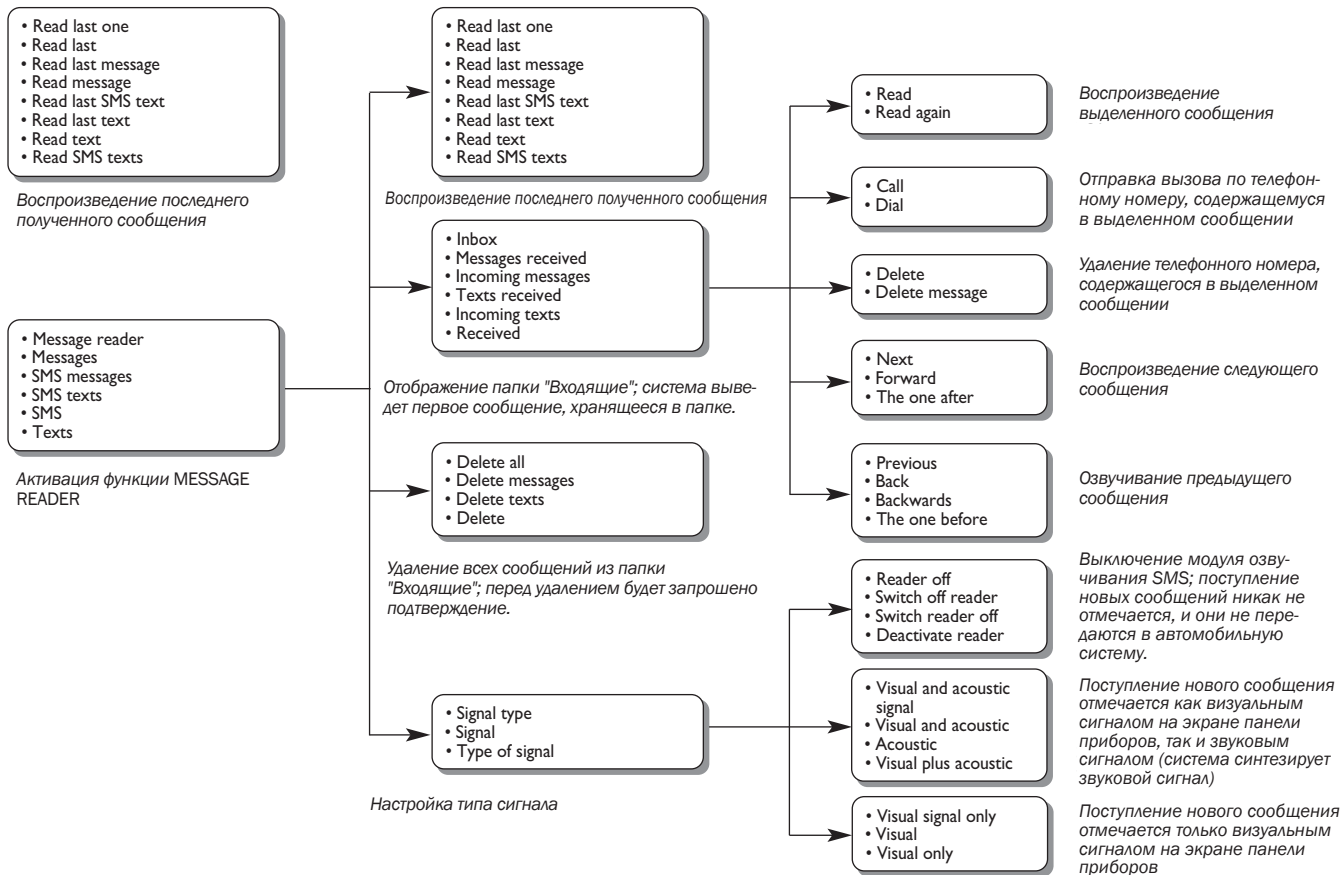 • Read last one
• Read last
• Read last message
• Read message
• Read last SMS text
• Read last text
• Read text
• Read SMS texts
Воспроизведение последнего
полученного сообщения
• Message reader
• Messages
• SMS messages
• SMS texts
• SMS
• Texts
Активация функции MESSAGE
READER
• Read last one
• Read last
• Read last message
• Read message
• Read last SMS text
• Read last text
• Read text
• Read SMS texts
Воспроизведение последнего полученного сообщения
• Inbox
• Messages received
• Incoming messages
• Texts received
• Incoming texts
• Received
Отображение папки "Входящие"; система выве-
дет первое сообщение, хранящееся в папке.
• Delete all
• Delete messages
• Delete texts
• Delete
Удаление всех сообщений из папки
"Входящие"; перед удалением будет запрошено
подтверждение.
• Signal type
• Signal
• Type of signal
Настройка типа сигнала
• Read
• Read again
Воспроизведение
выделенного сообщения
• Call
• Dial
Отправка вызова по телефон-
ному номеру, содержащемуся
в выделенном сообщении
• Delete
• Delete message
Удаление телефонного номера,
содержащегося в выделенном
сообщении
• Next
• Forward
• The one after
Воспроизведение следующего
сообщения
• Previous
• Back
• Backwards
• The one before
Озвучивание предыдущего
сообщения
• Reader off
• Switch off reader
• Switch reader off
• Deactivate reader
Выключение модуля озву-
чивания SMS; поступление
новых сообщений никак не
отмечается, и они не пере-
даются в автомобильную
систему.
• Visual and acoustic
signal
• Visual and acoustic
• Acoustic
• Visual plus acoustic
Поступление нового сообщения
отмечается как визуальным
сигналом на экране панели
приборов, так и звуковым
сигналом (система синтезирует
звуковой сигнал)
• Visual signal only
• Visual
• Visual only
Поступление нового сообщения
отмечается только визуальным
сигналом на экране панели
приборов